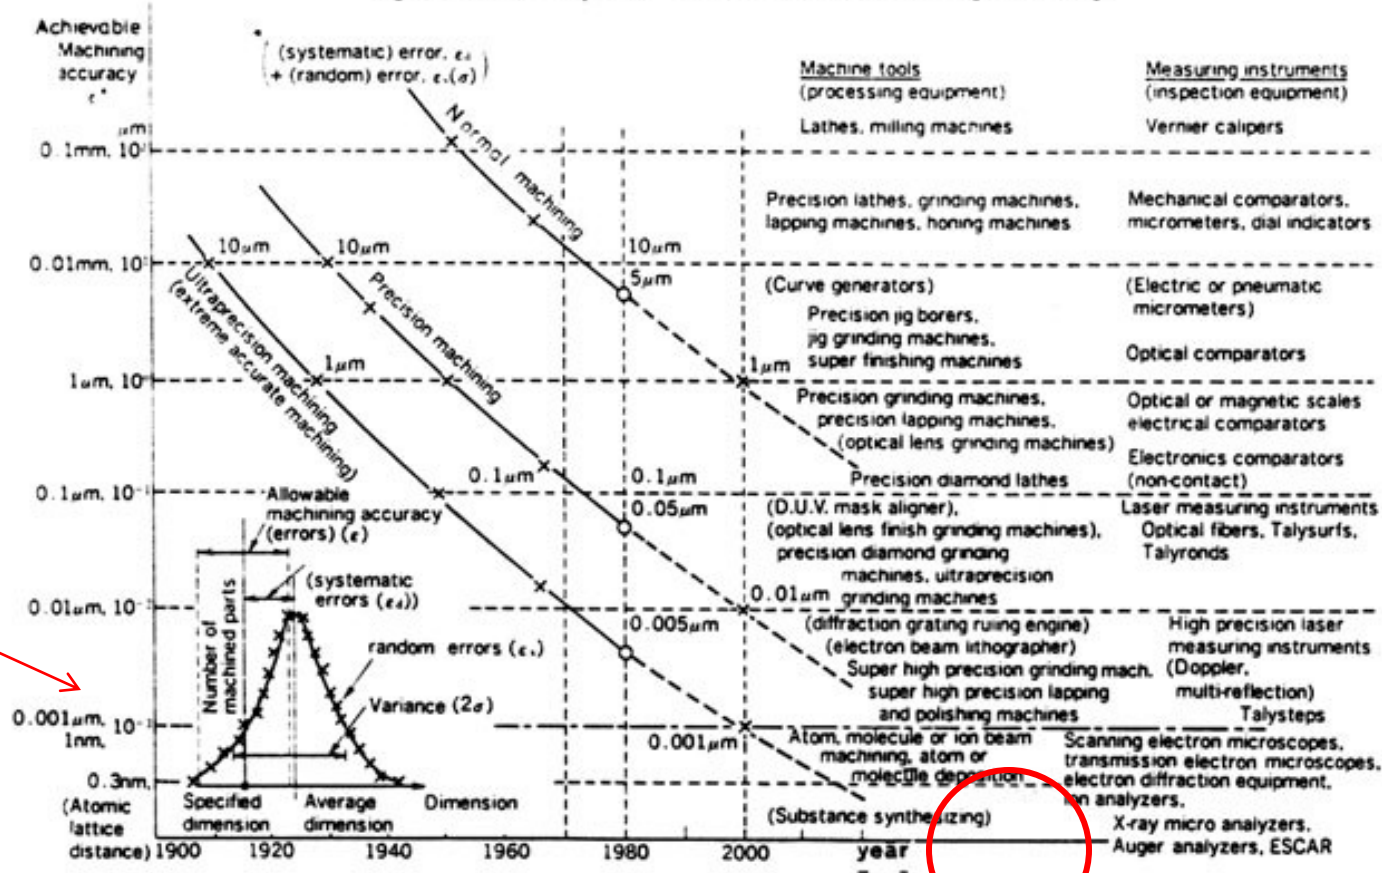 Achievable
Machining
accuracy
ε*
* ( (systematic) error, ε_d
+ (random) error, ε_s(σ) )
Machine tools
(processing equipment)
Measuring instruments
(inspection equipment)
μm
Lathes, milling machines
Vernier calipers
0.1mm, 10²
Normal machining
Precision lathes, grinding machines,
lapping machines, honing machines
Mechanical comparators,
micrometers, dial indicators
10μm
10μm
10μm
0.01mm, 10¹
5μm
Ultraprecision machining
(extreme accurate machining)
Precision machining
(Curve generators)
Precision jig borers,
jig grinding machines,
super finishing machines
(Electric or pneumatic
micrometers)
Optical comparators
1μm, 10⁰
1μm
1μm
Precision grinding machines,
precision lapping machines,
(optical lens grinding machines)
Precision diamond lathes
Optical or magnetic scales
electrical comparators
Electronics comparators
(non-contact)
0.1μm, 10⁻¹
0.1μm
0.1μm
0.05μm
Allowable
machining accuracy
(errors) (ε)
(D.U.V. mask aligner),
(optical lens finish grinding machines),
precision diamond grinding
machines, ultraprecision
grinding machines
Laser measuring instruments
Optical fibers, Talysurfs,
Talyronds
(systematic
errors (ε_d))
0.01μm, 10⁻²
0.01μm
0.005μm
Number of
machined parts
random errors (ε_s)
Variance (2σ)
(diffraction grating ruling engine)
(electron beam lithographer)
Super high precision grinding mach.
super high precision lapping
and polishing machines
High precision laser
measuring instruments
(Doppler,
multi-reflection)
Talysteps
0.001μm, 10⁻³
1nm,
0.001μm
Atom, molecule or ion beam
machining, atom or
molecule deposition
Scanning electron microscopes,
transmission electron microscopes,
electron diffraction equipment,
ion analyzers,
0.3nm,
(Atomic
lattice
distance)
Specified
dimension
Average
dimension
Dimension
(Substance synthesizing)
X-ray micro analyzers,
Auger analyzers, ESCAR
1900 1920 1940 1960 1980 2000 year